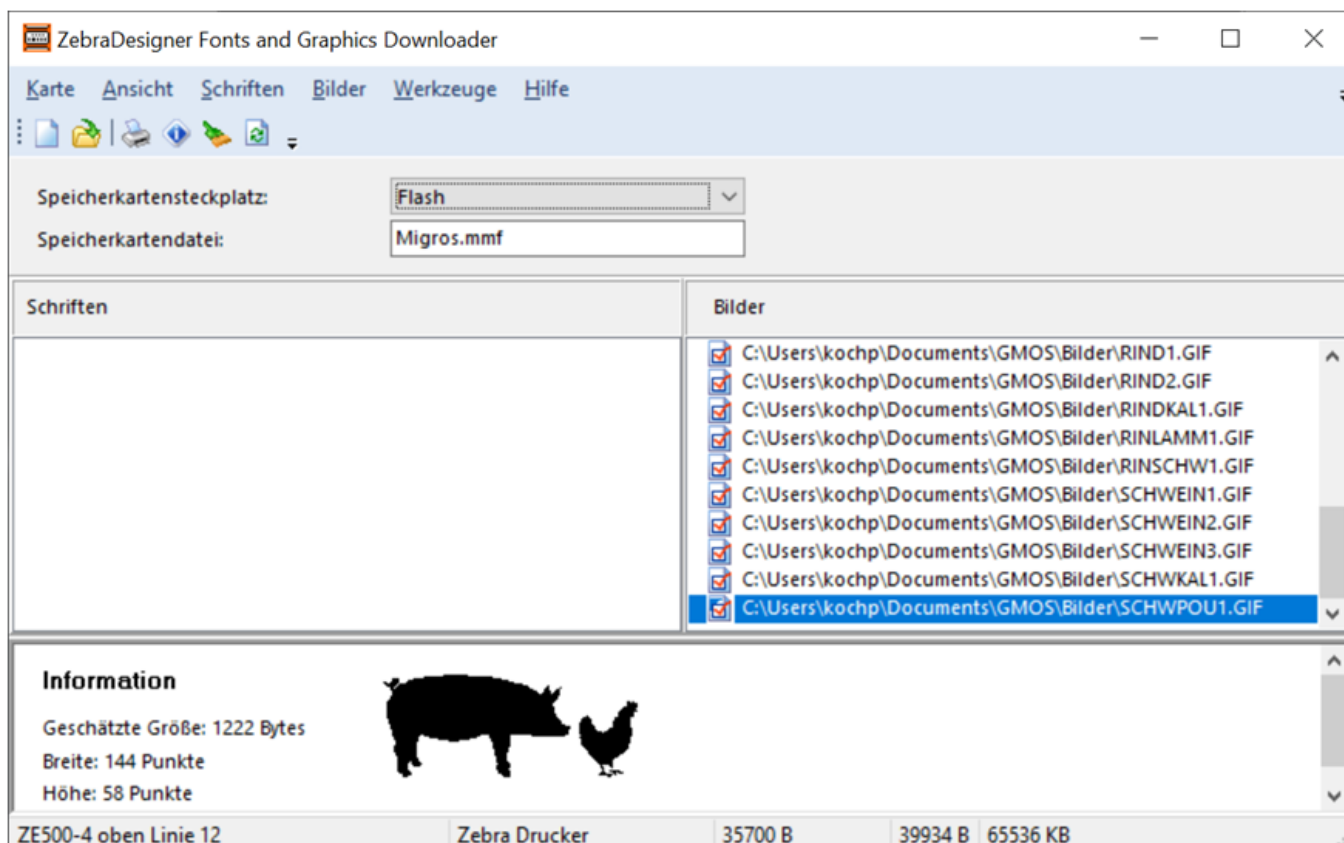 ZebraDesigner Fonts and Graphics Downloader
Karte Ansicht Schriften Bilder Werkzeuge Hilfe
Speicherkartensteckplatz: Flash
Speicherkartendatei: Migros.mmf
Schriften Bilder
C:\Users\kochp\Documents\GMOS\Bilder\RIND1.GIF
C:\Users\kochp\Documents\GMOS\Bilder\RIND2.GIF
C:\Users\kochp\Documents\GMOS\Bilder\RINDKAL1.GIF
C:\Users\kochp\Documents\GMOS\Bilder\RINLAMM1.GIF
C:\Users\kochp\Documents\GMOS\Bilder\RINSCHW1.GIF
C:\Users\kochp\Documents\GMOS\Bilder\SCHWEIN1.GIF
C:\Users\kochp\Documents\GMOS\Bilder\SCHWEIN2.GIF
C:\Users\kochp\Documents\GMOS\Bilder\SCHWEIN3.GIF
C:\Users\kochp\Documents\GMOS\Bilder\SCHWKAL1.GIF
C:\Users\kochp\Documents\GMOS\Bilder\SCHWPOU1.GIF
Information
Geschätzte Größe: 1222 Bytes
Breite: 144 Punkte
Höhe: 58 Punkte
ZE500-4 oben Linie 12 Zebra Drucker 35700 B 39934 B 65536 KB